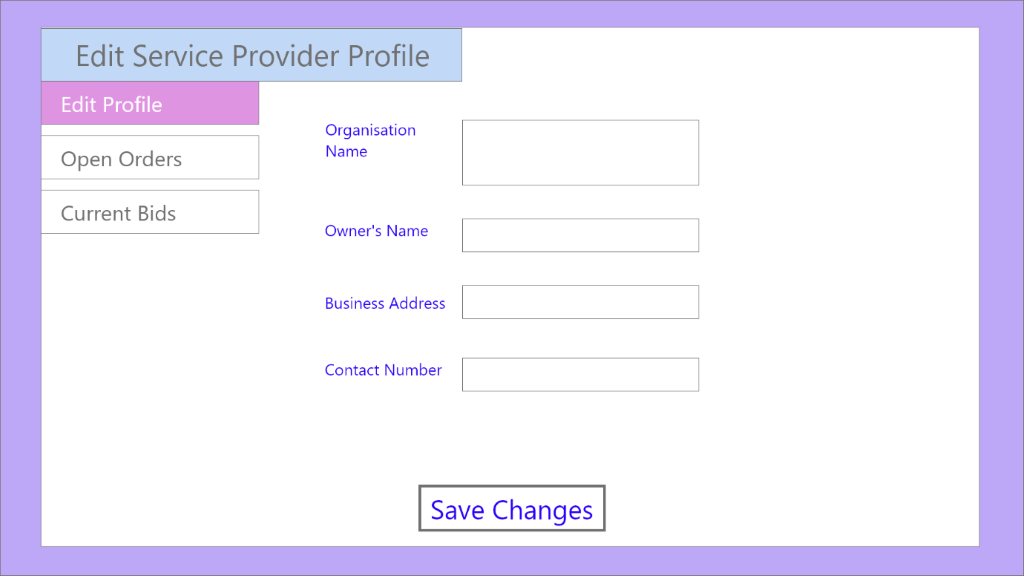 Edit Service Provider Profile
Edit Profile
Open Orders
Current Bids
Organisation
Name
Owner's Name
Business Address
Contact Number
Save Changes